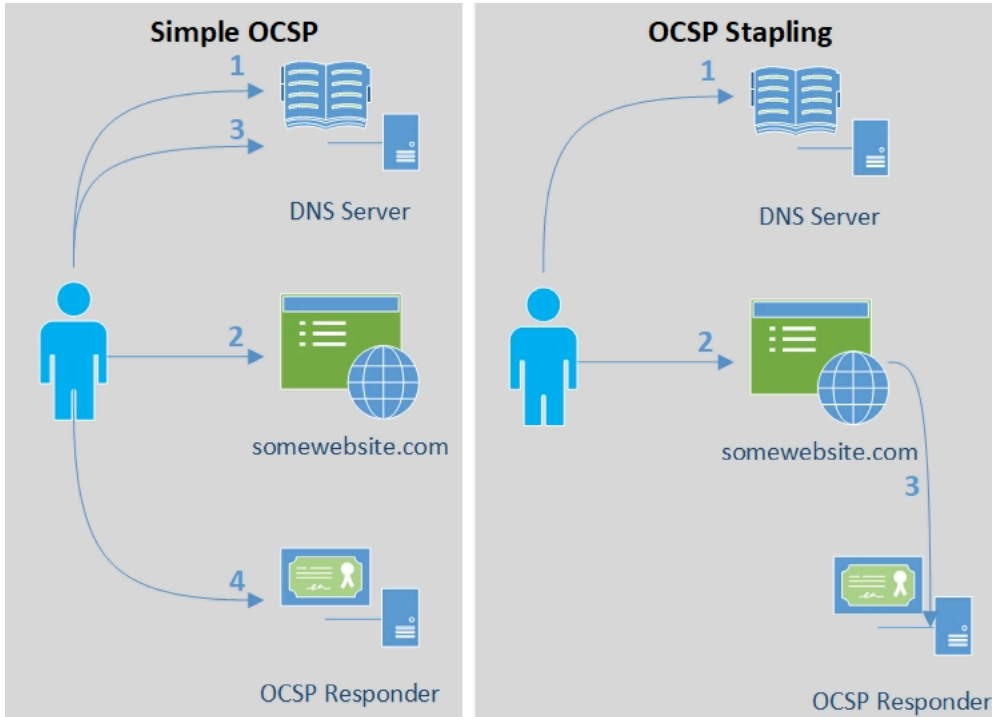 Simple OCSP
1
3
DNS Server
2
somewebsite.com
4
OCSP Responder
OCSP Stapling
1
DNS Server
2
somewebsite.com
3
OCSP Responder